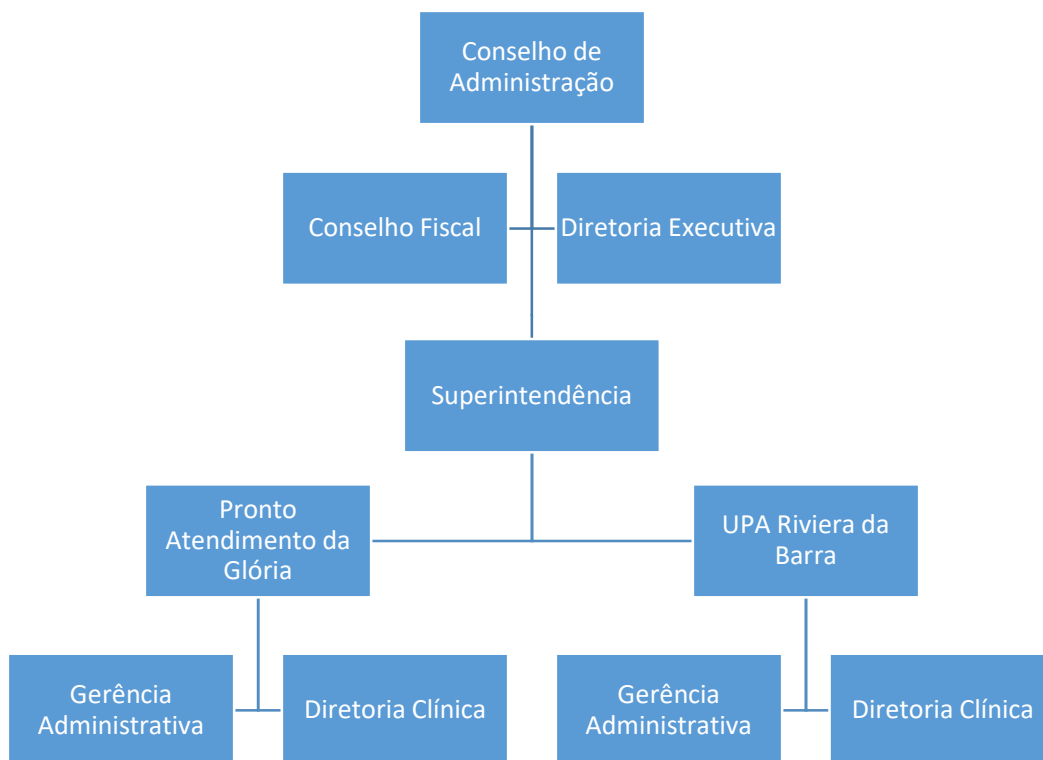 Conselho de
Administração
Conselho Fiscal
Diretoria Executiva
Superintendência
Pronto
Atendimento da
Glória
UPA Riviera da
Barra
Gerência
Administrativa
Diretoria Clínica
Gerência
Administrativa
Diretoria Clínica